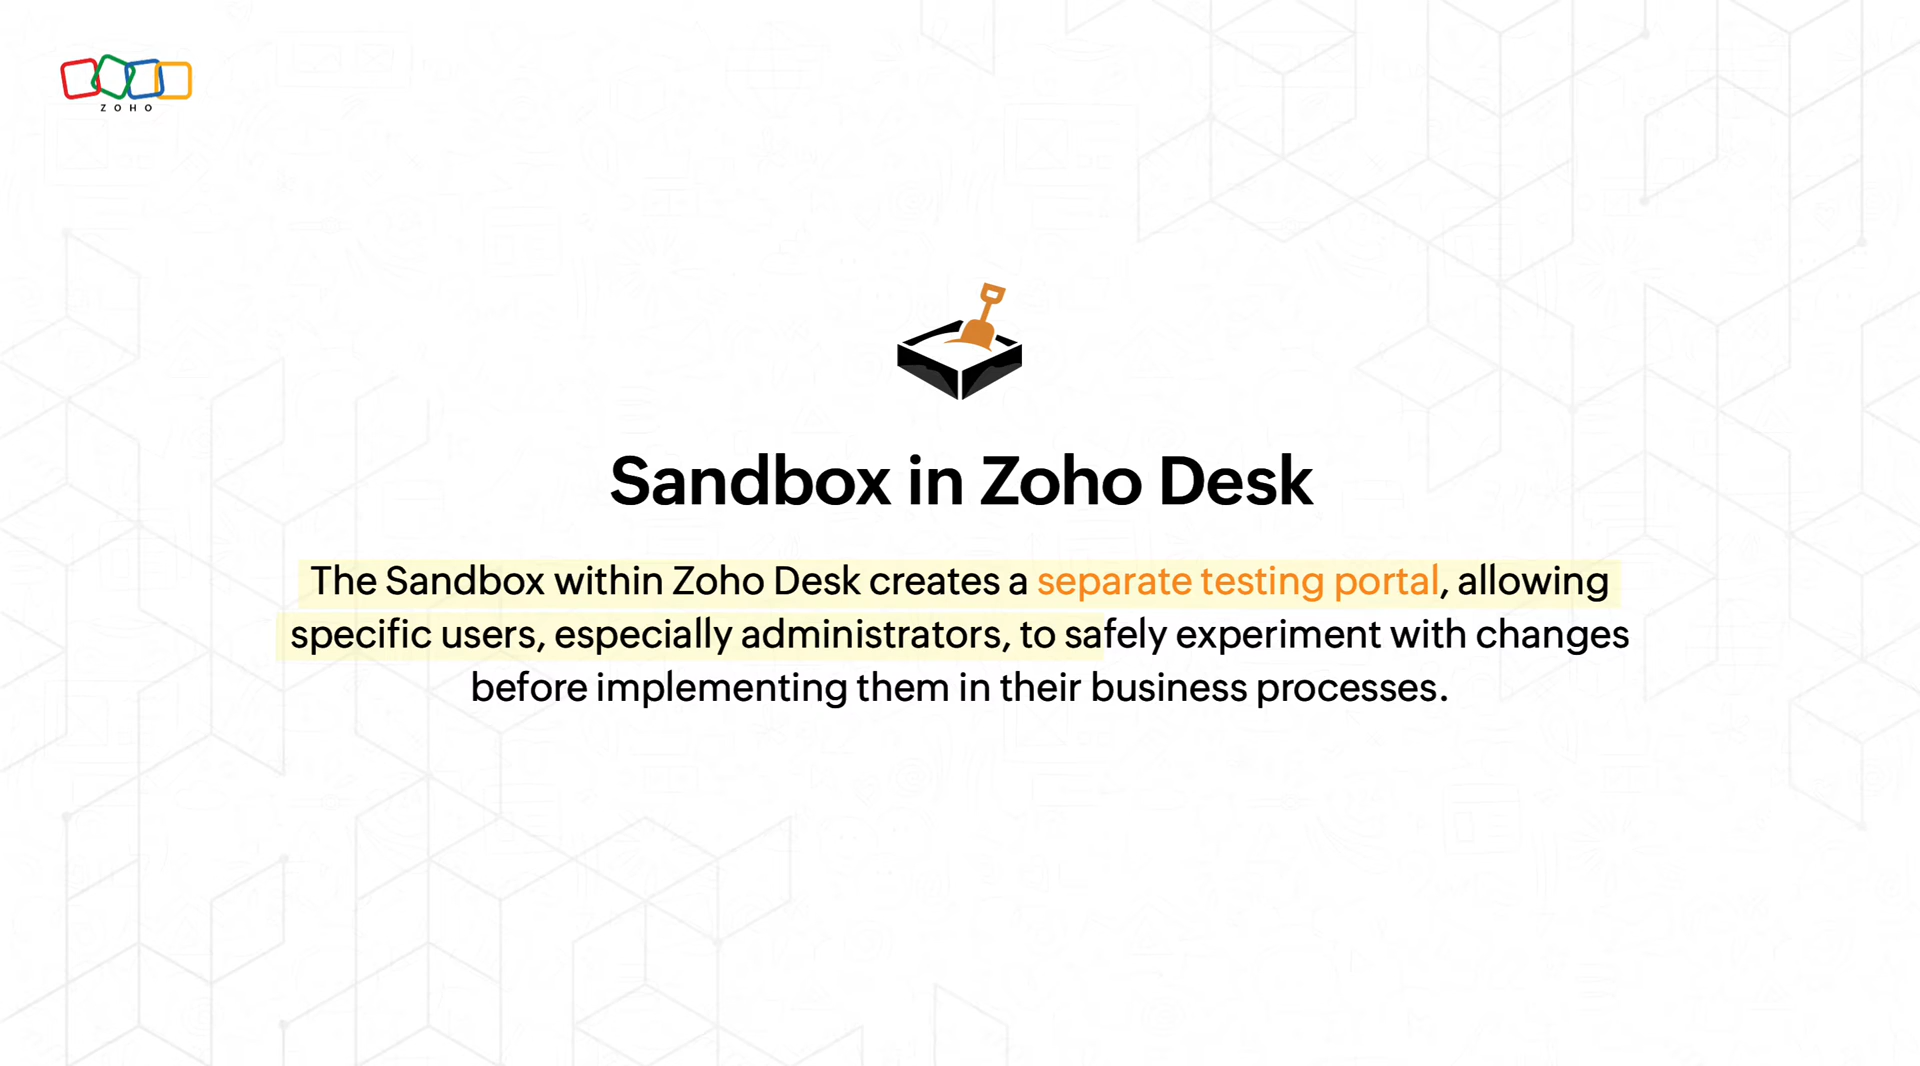 ZOHO
Sandbox in Zoho Desk
The Sandbox within Zoho Desk creates a separate testing portal, allowing
specific users, especially administrators, to safely experiment with changes
before implementing them in their business processes.